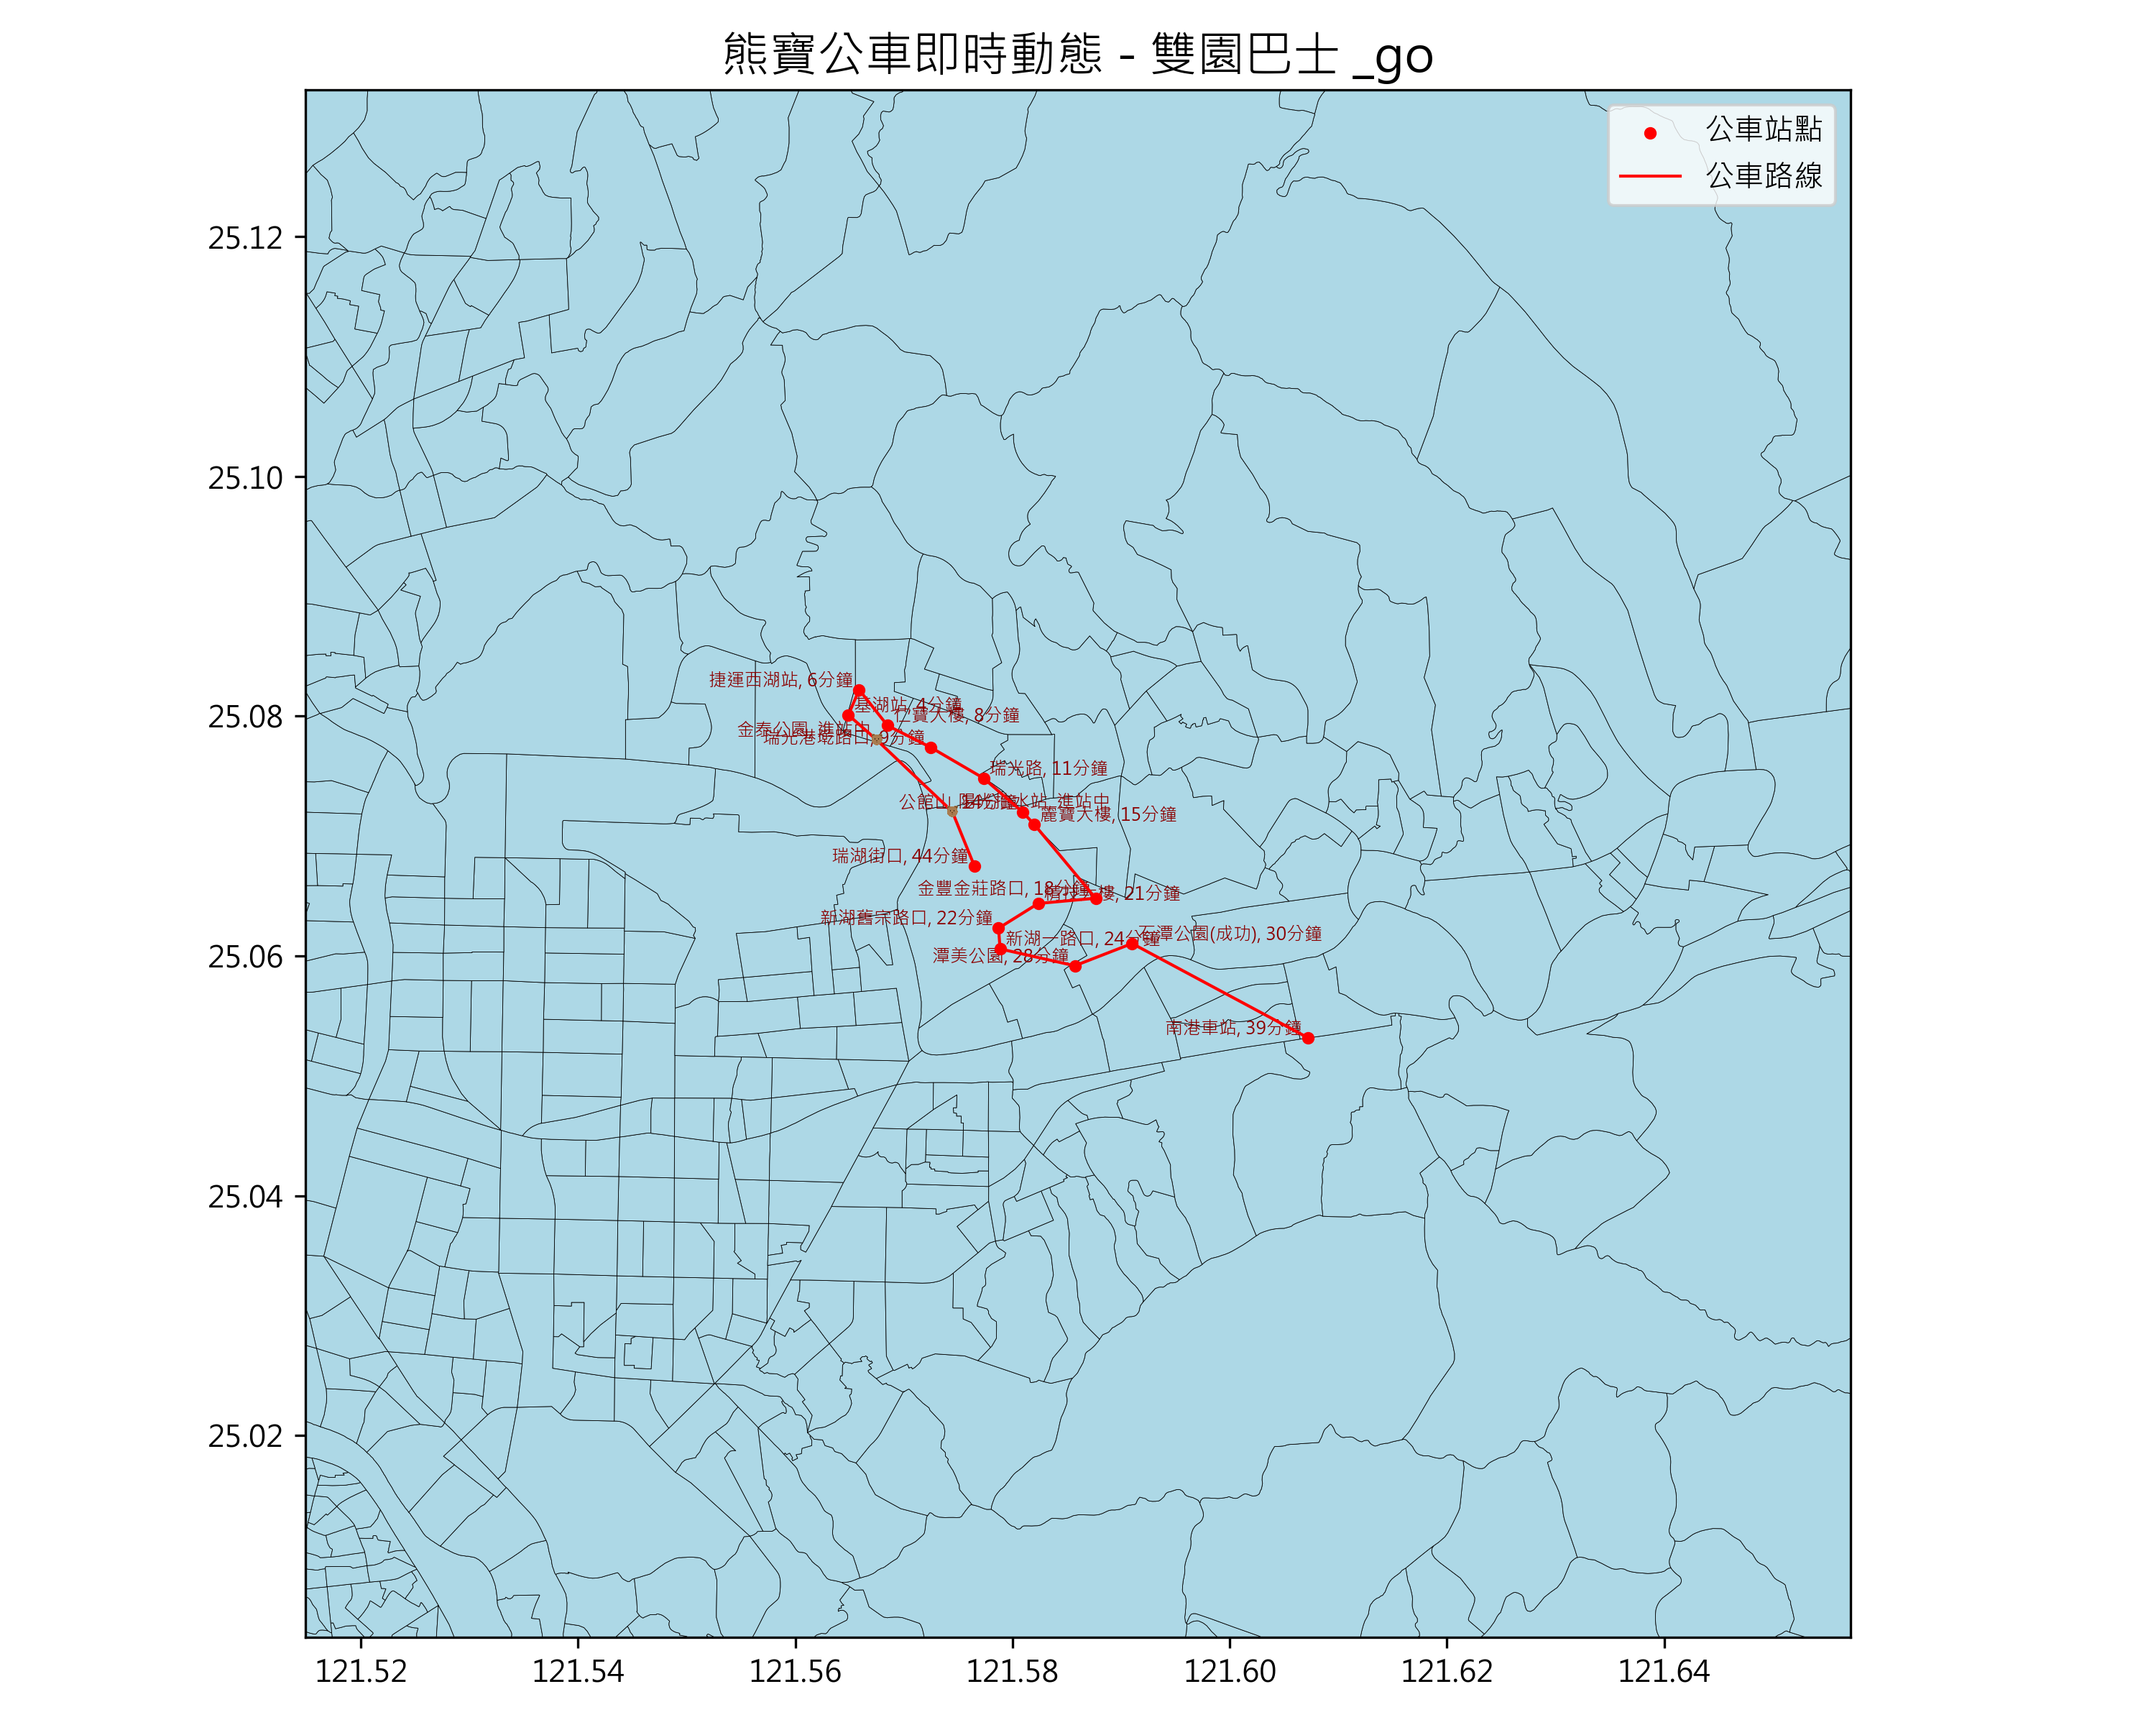 熊寶公車即時動態 - 雙園巴士 _go
公車站點
公車路線
25.12
25.10
25.08
25.06
25.04
25.02
捷運西湖站, 6分鐘
基湖站, 4分鐘
仁寶大樓, 8分鐘
金泰公園, 進站中
瑞光港墘路口, 9分鐘
瑞光路, 11分鐘
公館山, 14分鐘
進站中
麗寶大樓, 15分鐘
瑞湖街口, 44分鐘
金豐金莊路口, 18分鐘
21分鐘
新湖舊宗路口, 22分鐘
新湖一路口, 24分鐘
石潭公園(成功), 30分鐘
潭美公園, 28分鐘
南港車站, 39分鐘
121.52
121.54
121.56
121.58
121.60
121.62
121.64